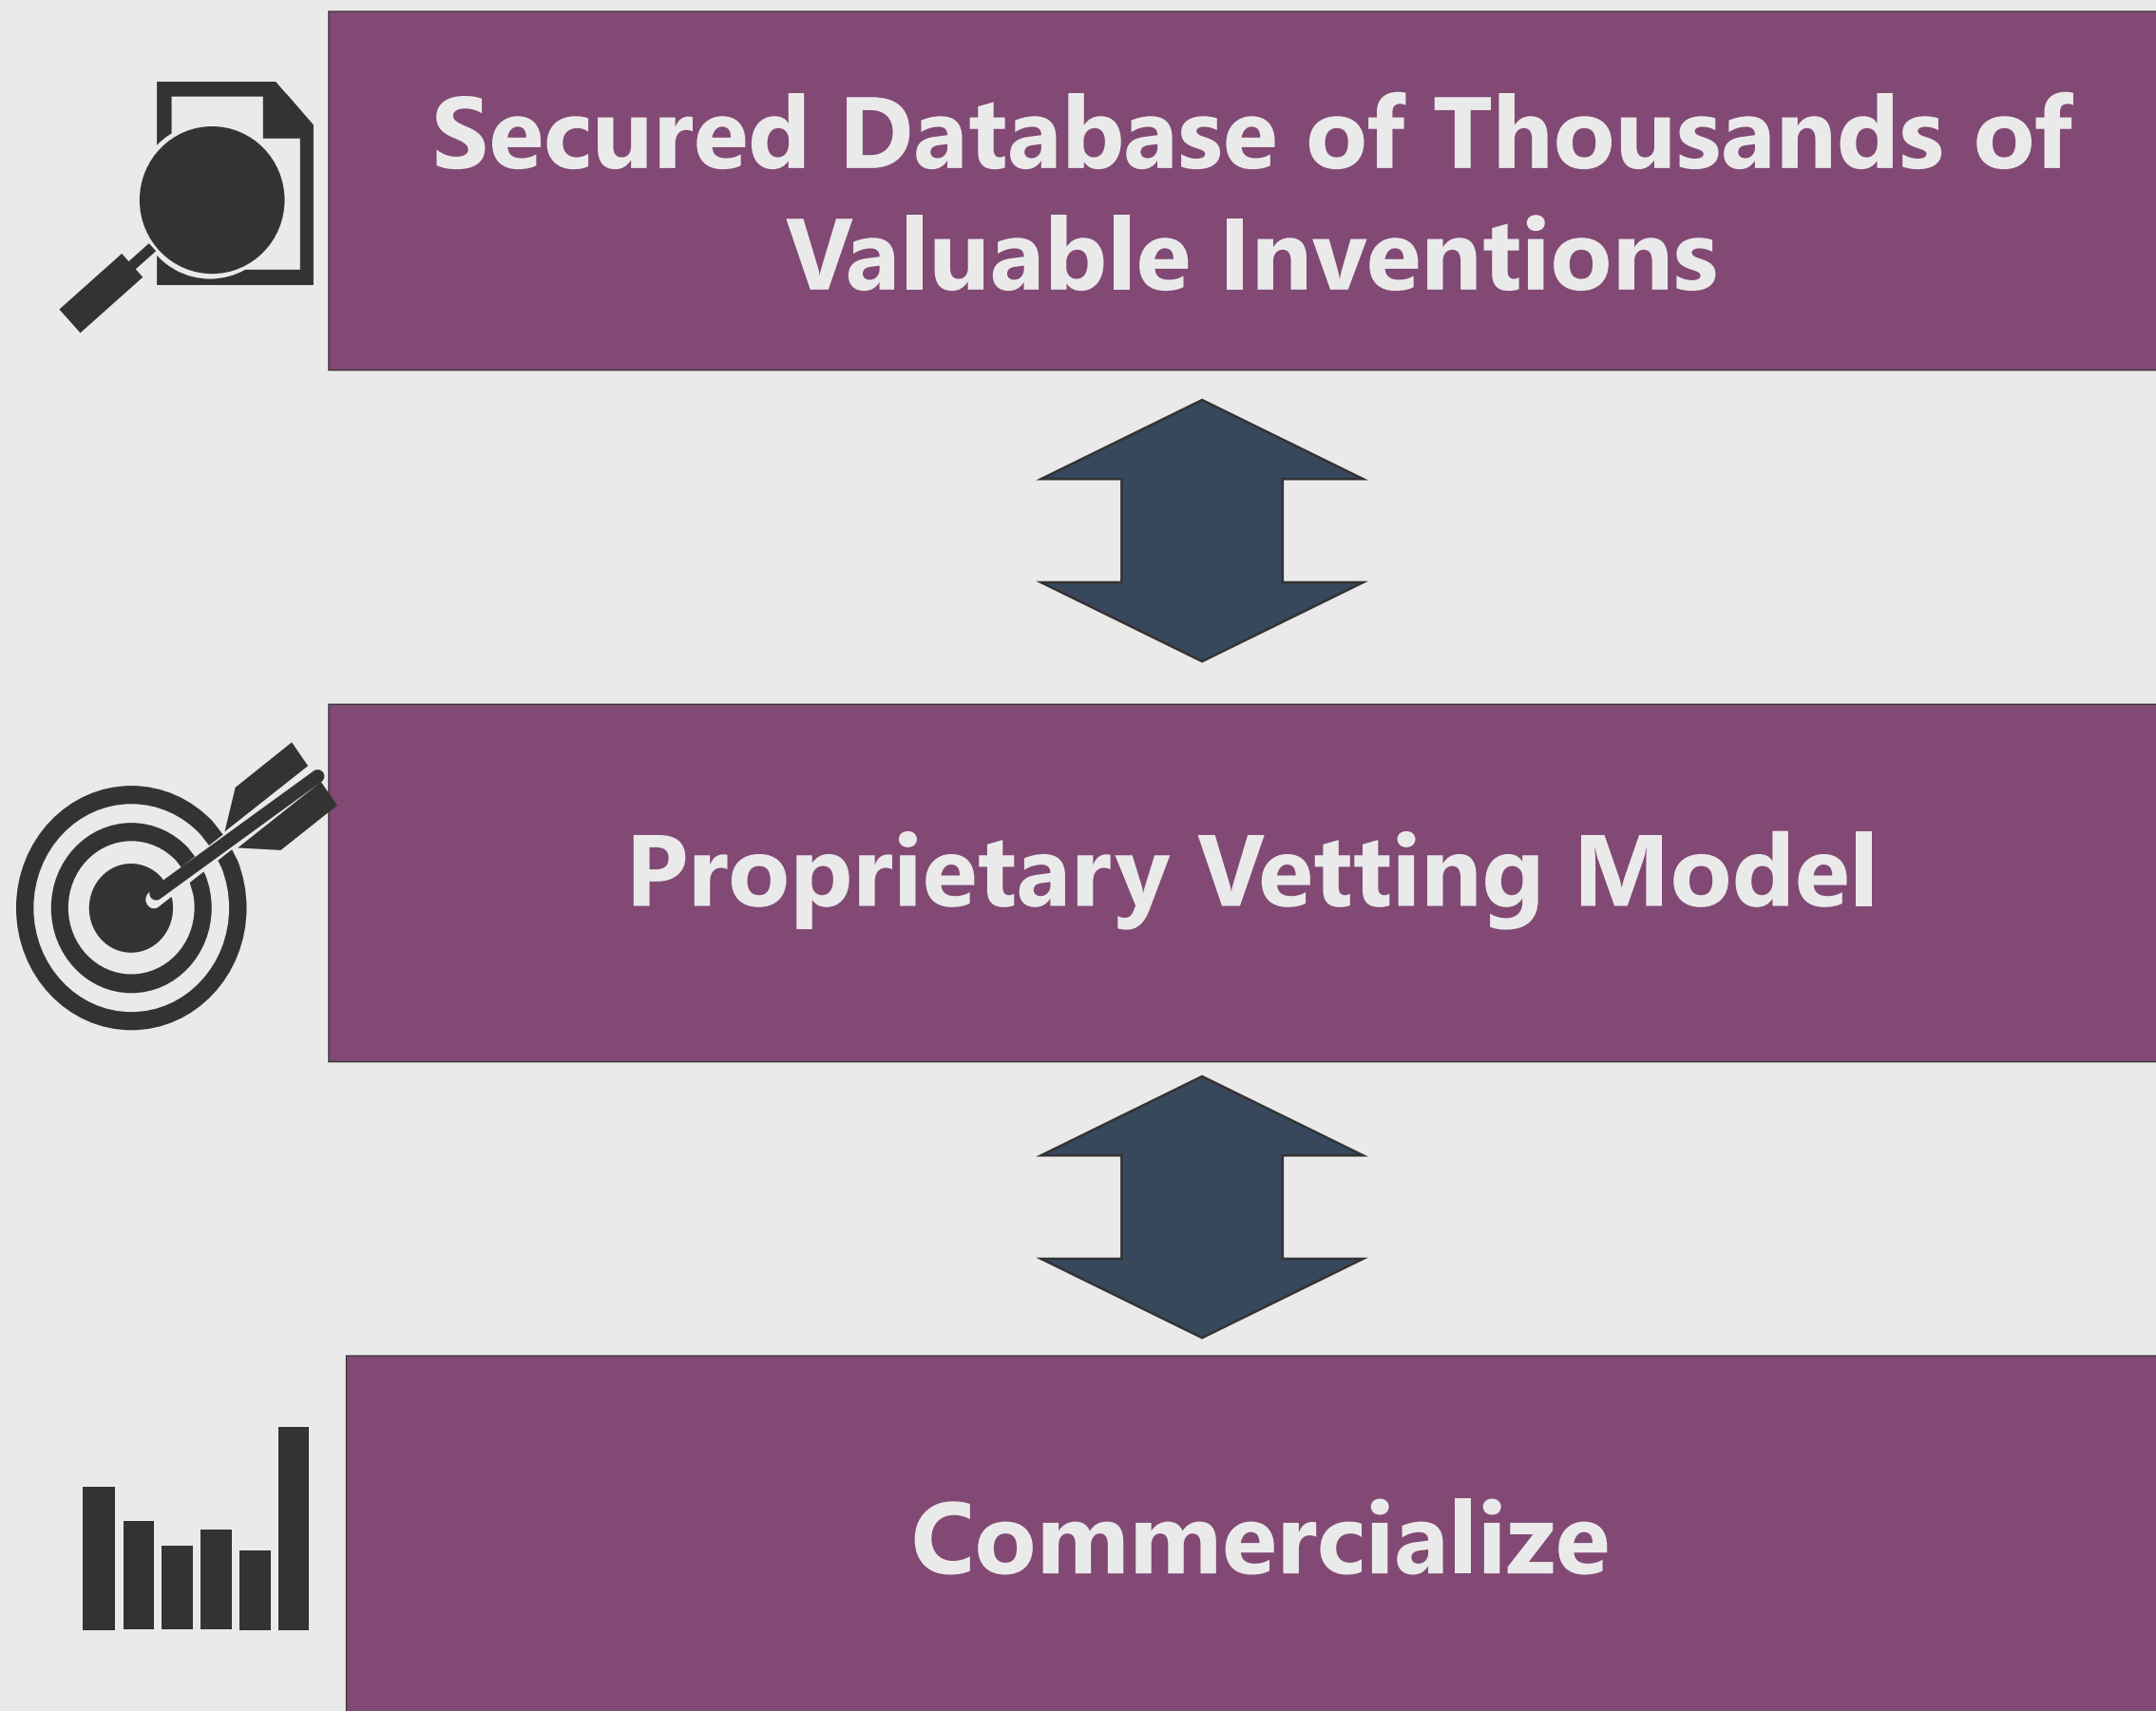 Secured Database of Thousands of
Valuable Inventions
Proprietary Vetting Model
Commercialize